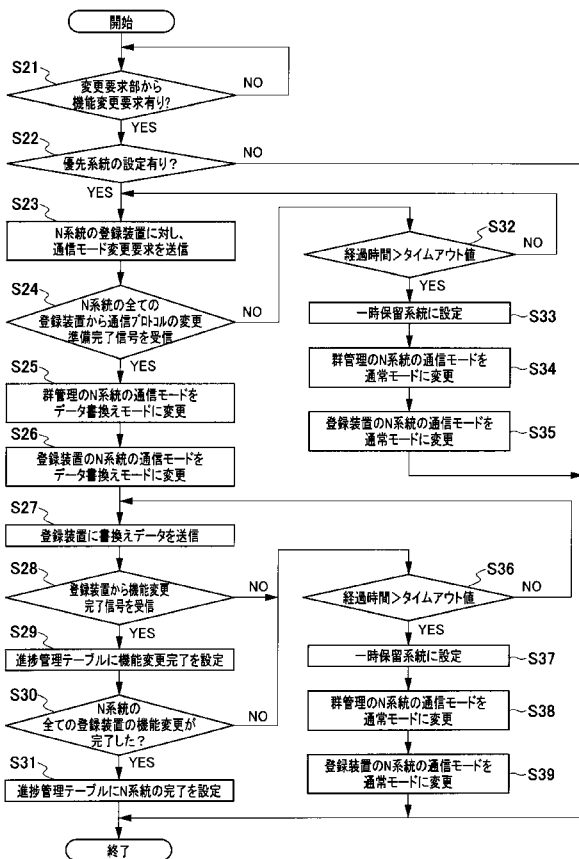 開始
S21
変更要求部から
機能変更要求有り?
NO
YES
S22
優先系統の設定有り?
NO
YES
S23
N系統の登録装置に対し、
通信モード変更要求を送信
S24
N系統の全ての
登録装置から通信プロトコルの変更
準備完了信号を受信
NO
YES
S25
群管理のN系統の通信モードを
データ書換えモードに変更
S26
登録装置のN系統の通信モードを
データ書換えモードに変更
S27
登録装置に書換えデータを送信
S28
登録装置から機能変更
完了信号を受信
NO
YES
S29
進捗管理テーブルに機能変更完了を設定
S30
N系統の
全ての登録装置の機能変更が
完了した?
NO
YES
S31
進捗管理テーブルにN系統の完了を設定
終了
S32
経過時間>タイムアウト値
NO
YES
一時保留系統に設定
S33
群管理のN系統の通信モードを
通常モードに変更
S34
登録装置のN系統の通信モードを
通常モードに変更
S35
S36
経過時間>タイムアウト値
NO
YES
一時保留系統に設定
S37
群管理のN系統の通信モードを
通常モードに変更
S38
登録装置のN系統の通信モードを
通常モードに変更
S39